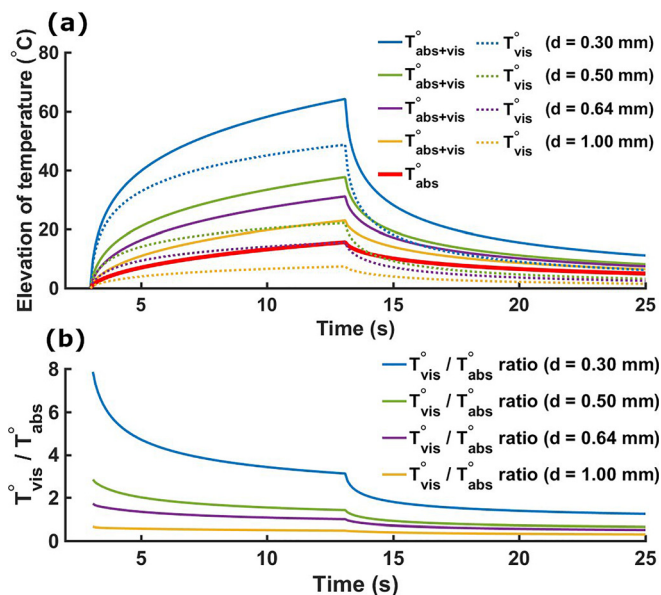 (a)
Elevation of temperature (°C)
80
60
40
20
0
T°abs+vis T°vis (d = 0.30 mm)
T°abs+vis T°vis (d = 0.50 mm)
T°abs+vis T°vis (d = 0.64 mm)
T°abs+vis T°vis (d = 1.00 mm)
T°abs
5 10 15 20 25
Time (s)
(b)
T°vis / T°abs
8
6
4
2
0
T°vis / T°abs ratio (d = 0.30 mm)
T°vis / T°abs ratio (d = 0.50 mm)
T°vis / T°abs ratio (d = 0.64 mm)
T°vis / T°abs ratio (d = 1.00 mm)
5 10 15 20 25
Time (s)